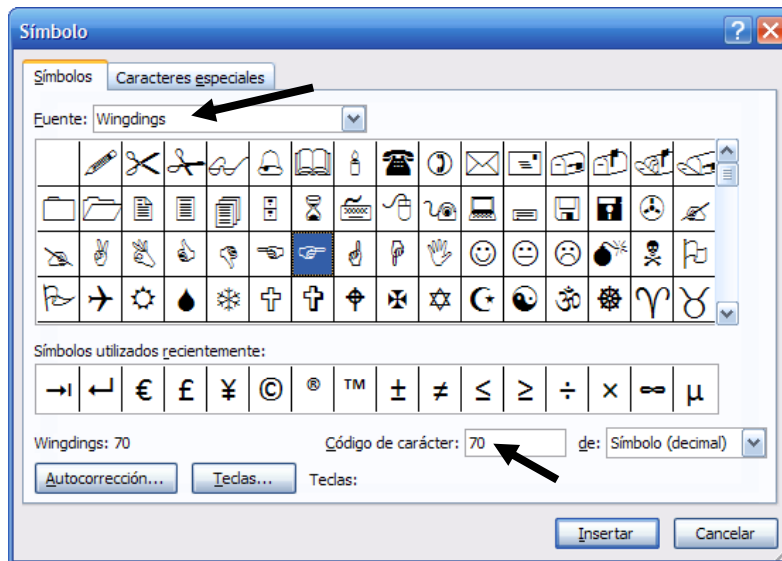 Símbolo
Símbolos Caracteres especiales
Fuente: Wingdings
Símbolos utilizados recientemente:
→I ↵ € £ ¥ © ® ™ ± ≠ ≤ ≥ ÷ × ∞ µ
Wingdings: 70 Código de carácter: 70 de: Símbolo (decimal)
Autocorrección... Teclas... Teclas:
Insertar Cancelar